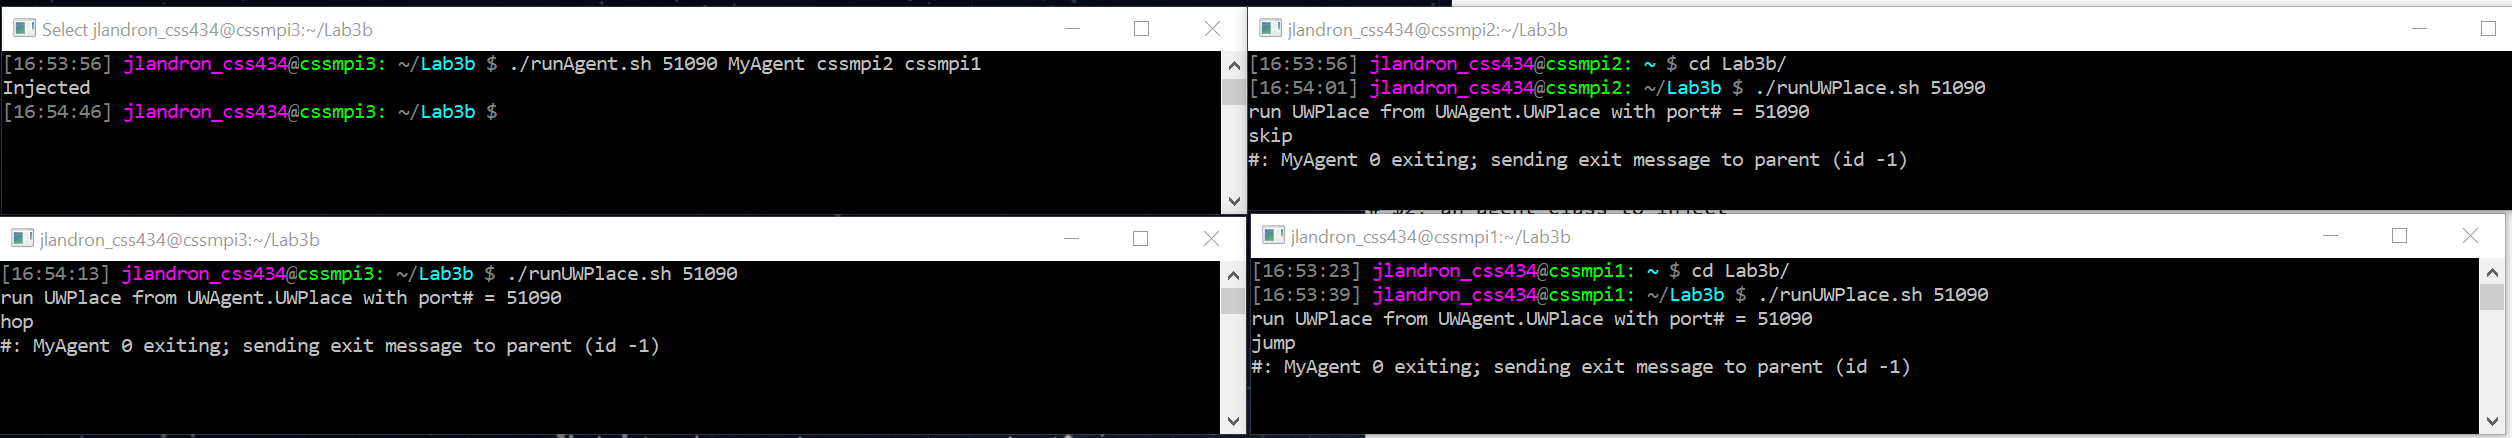 Select jlandron_css434@cssmpi3:~/Lab3b
[16:53:56] jlandron_css434@cssmpi3: ~/Lab3b $ ./runAgent.sh 51090 MyAgent cssmpi2 cssmpi1
Injected
[16:54:46] jlandron_css434@cssmpi3: ~/Lab3b $
jlandron_css434@cssmpi2:~/Lab3b
[16:53:56] jlandron_css434@cssmpi2: ~ $ cd Lab3b/
[16:54:01] jlandron_css434@cssmpi2: ~/Lab3b $ ./runUWPlace.sh 51090
run UWPlace from UWAgent.UWPlace with port# = 51090
skip
#: MyAgent 0 exiting; sending exit message to parent (id -1)
jlandron_css434@cssmpi3:~/Lab3b
[16:54:13] jlandron_css434@cssmpi3: ~/Lab3b $ ./runUWPlace.sh 51090
run UWPlace from UWAgent.UWPlace with port# = 51090
hop
#: MyAgent 0 exiting; sending exit message to parent (id -1)
jlandron_css434@cssmpi1:~/Lab3b
[16:53:23] jlandron_css434@cssmpi1: ~ $ cd Lab3b/
[16:53:39] jlandron_css434@cssmpi1: ~/Lab3b $ ./runUWPlace.sh 51090
run UWPlace from UWAgent.UWPlace with port# = 51090
jump
#: MyAgent 0 exiting; sending exit message to parent (id -1)